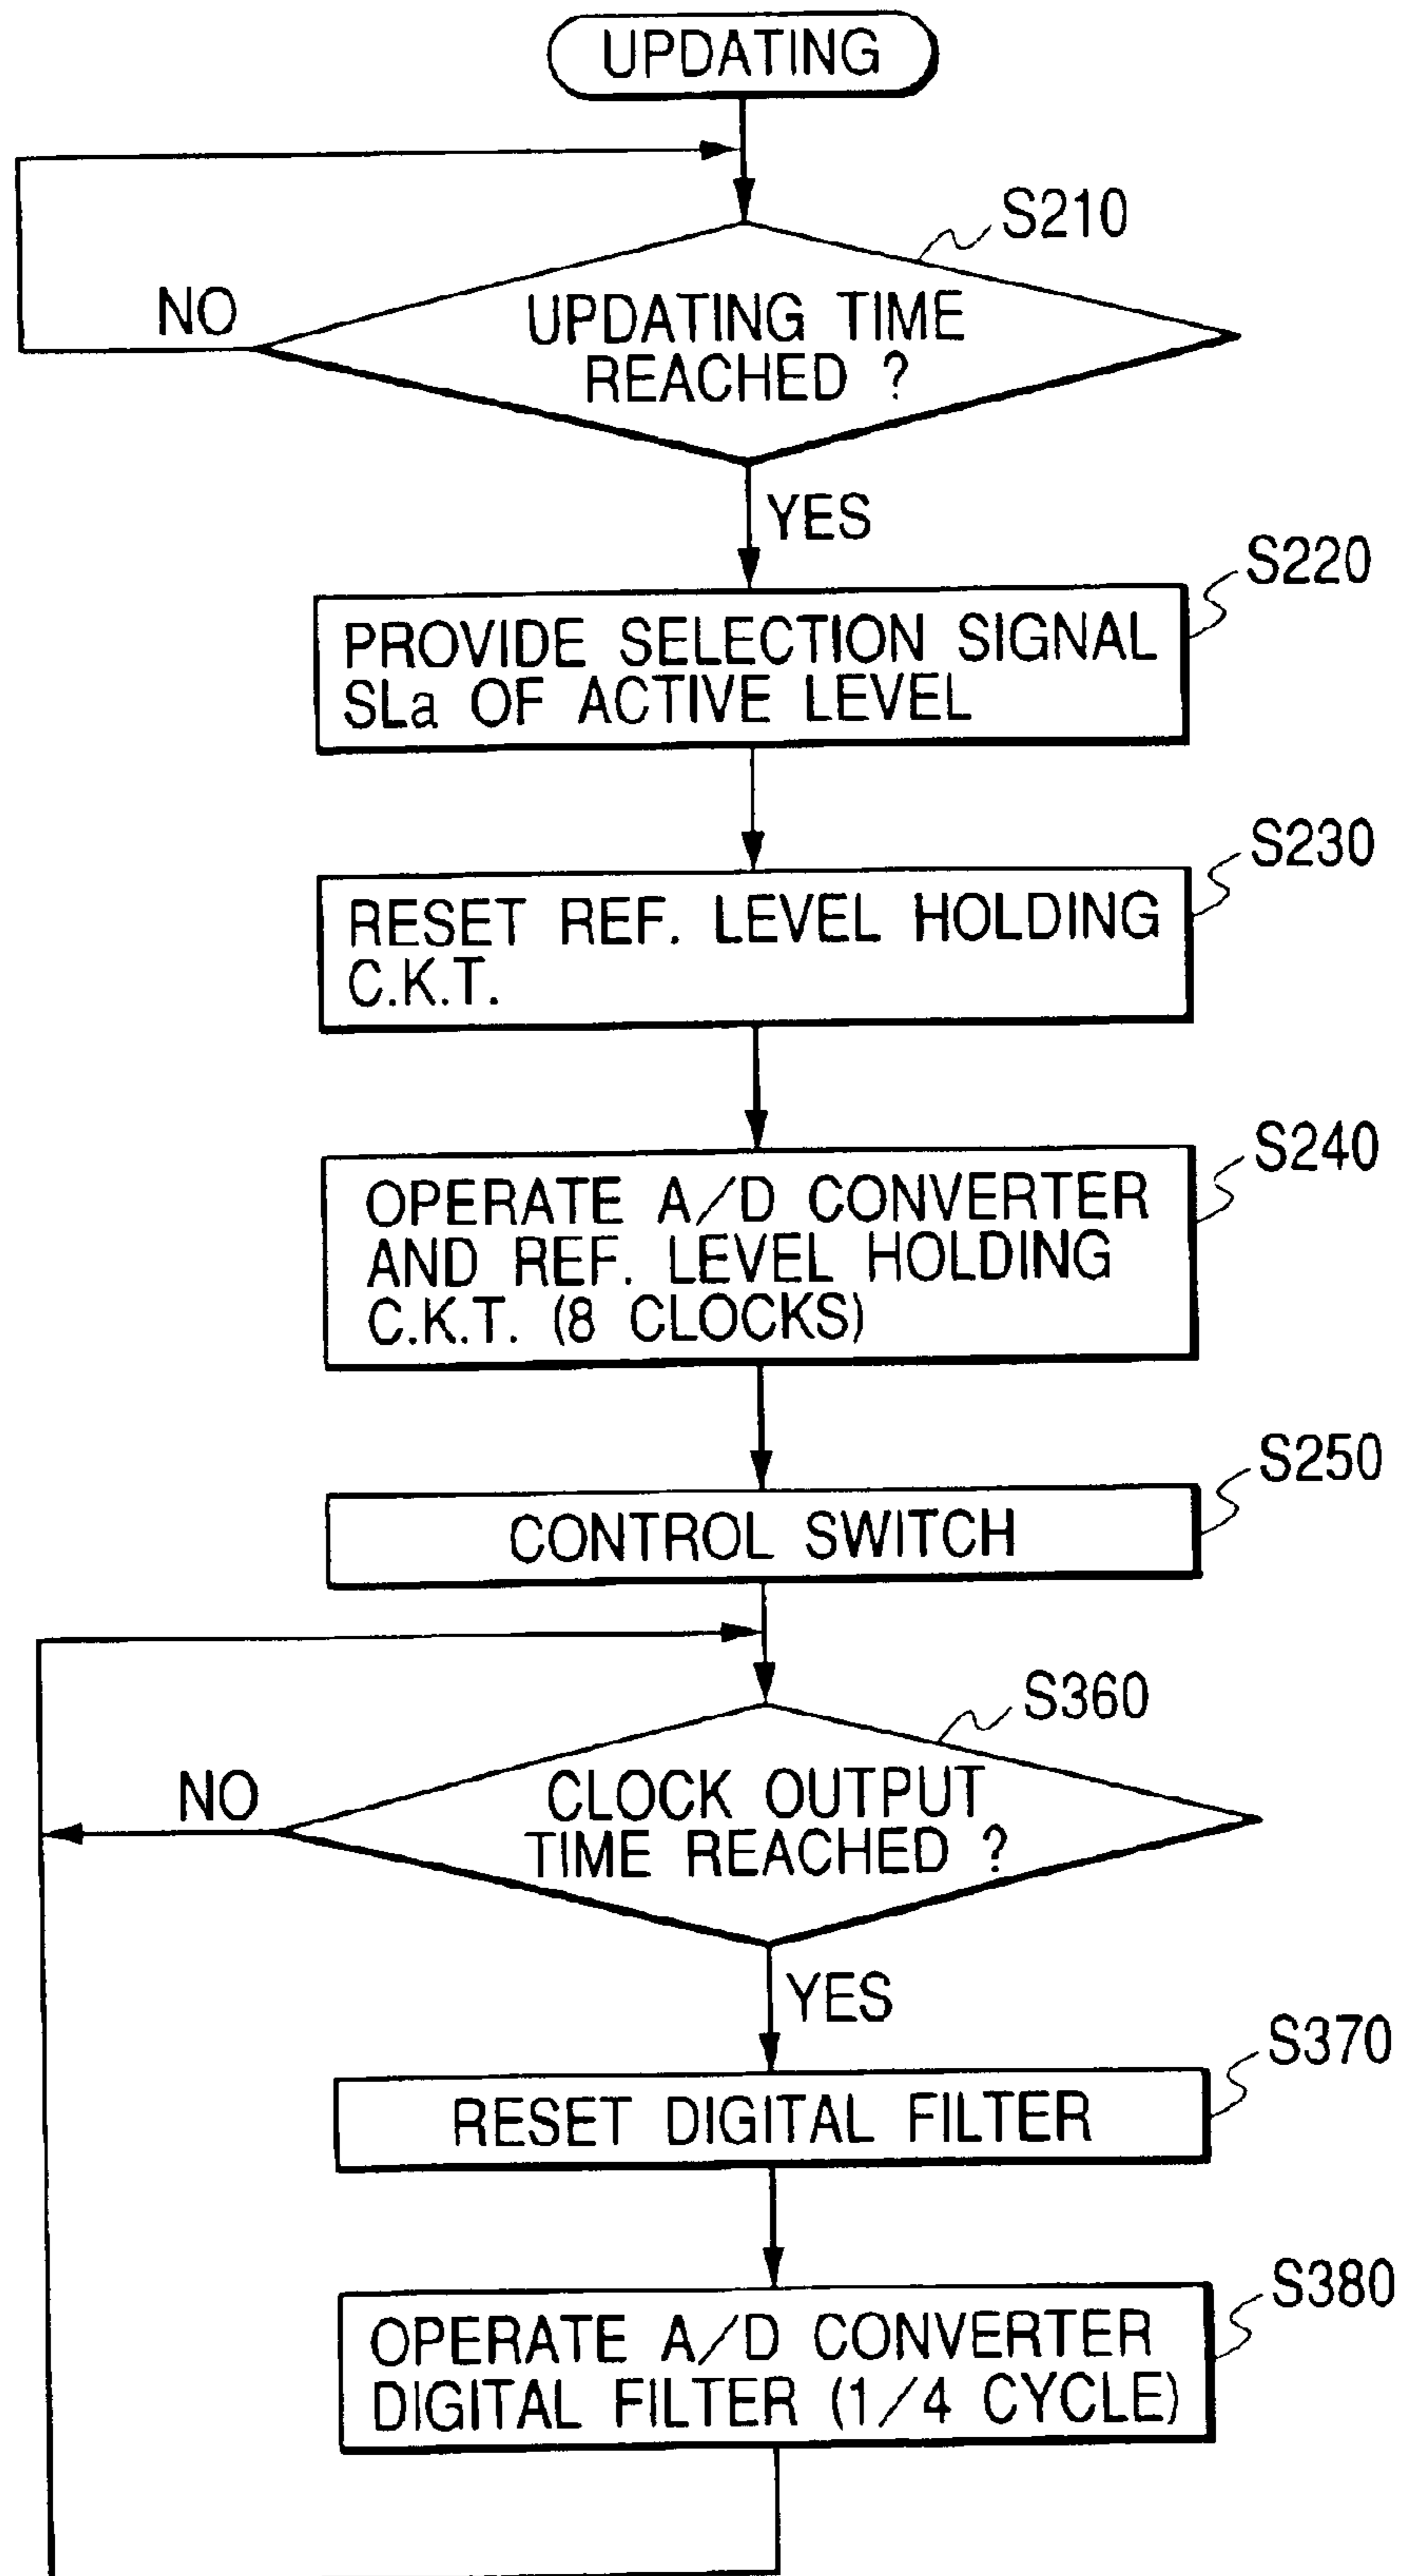 UPDATING
S210
UPDATING TIME
REACHED ?
NO
YES
S220
PROVIDE SELECTION SIGNAL
SLa OF ACTIVE LEVEL
S230
RESET REF. LEVEL HOLDING
C.K.T.
S240
OPERATE A/D CONVERTER
AND REF. LEVEL HOLDING
C.K.T. (8 CLOCKS)
S250
CONTROL SWITCH
S360
CLOCK OUTPUT
TIME REACHED ?
NO
YES
S370
RESET DIGITAL FILTER
S380
OPERATE A/D CONVERTER
DIGITAL FILTER (1/4 CYCLE)